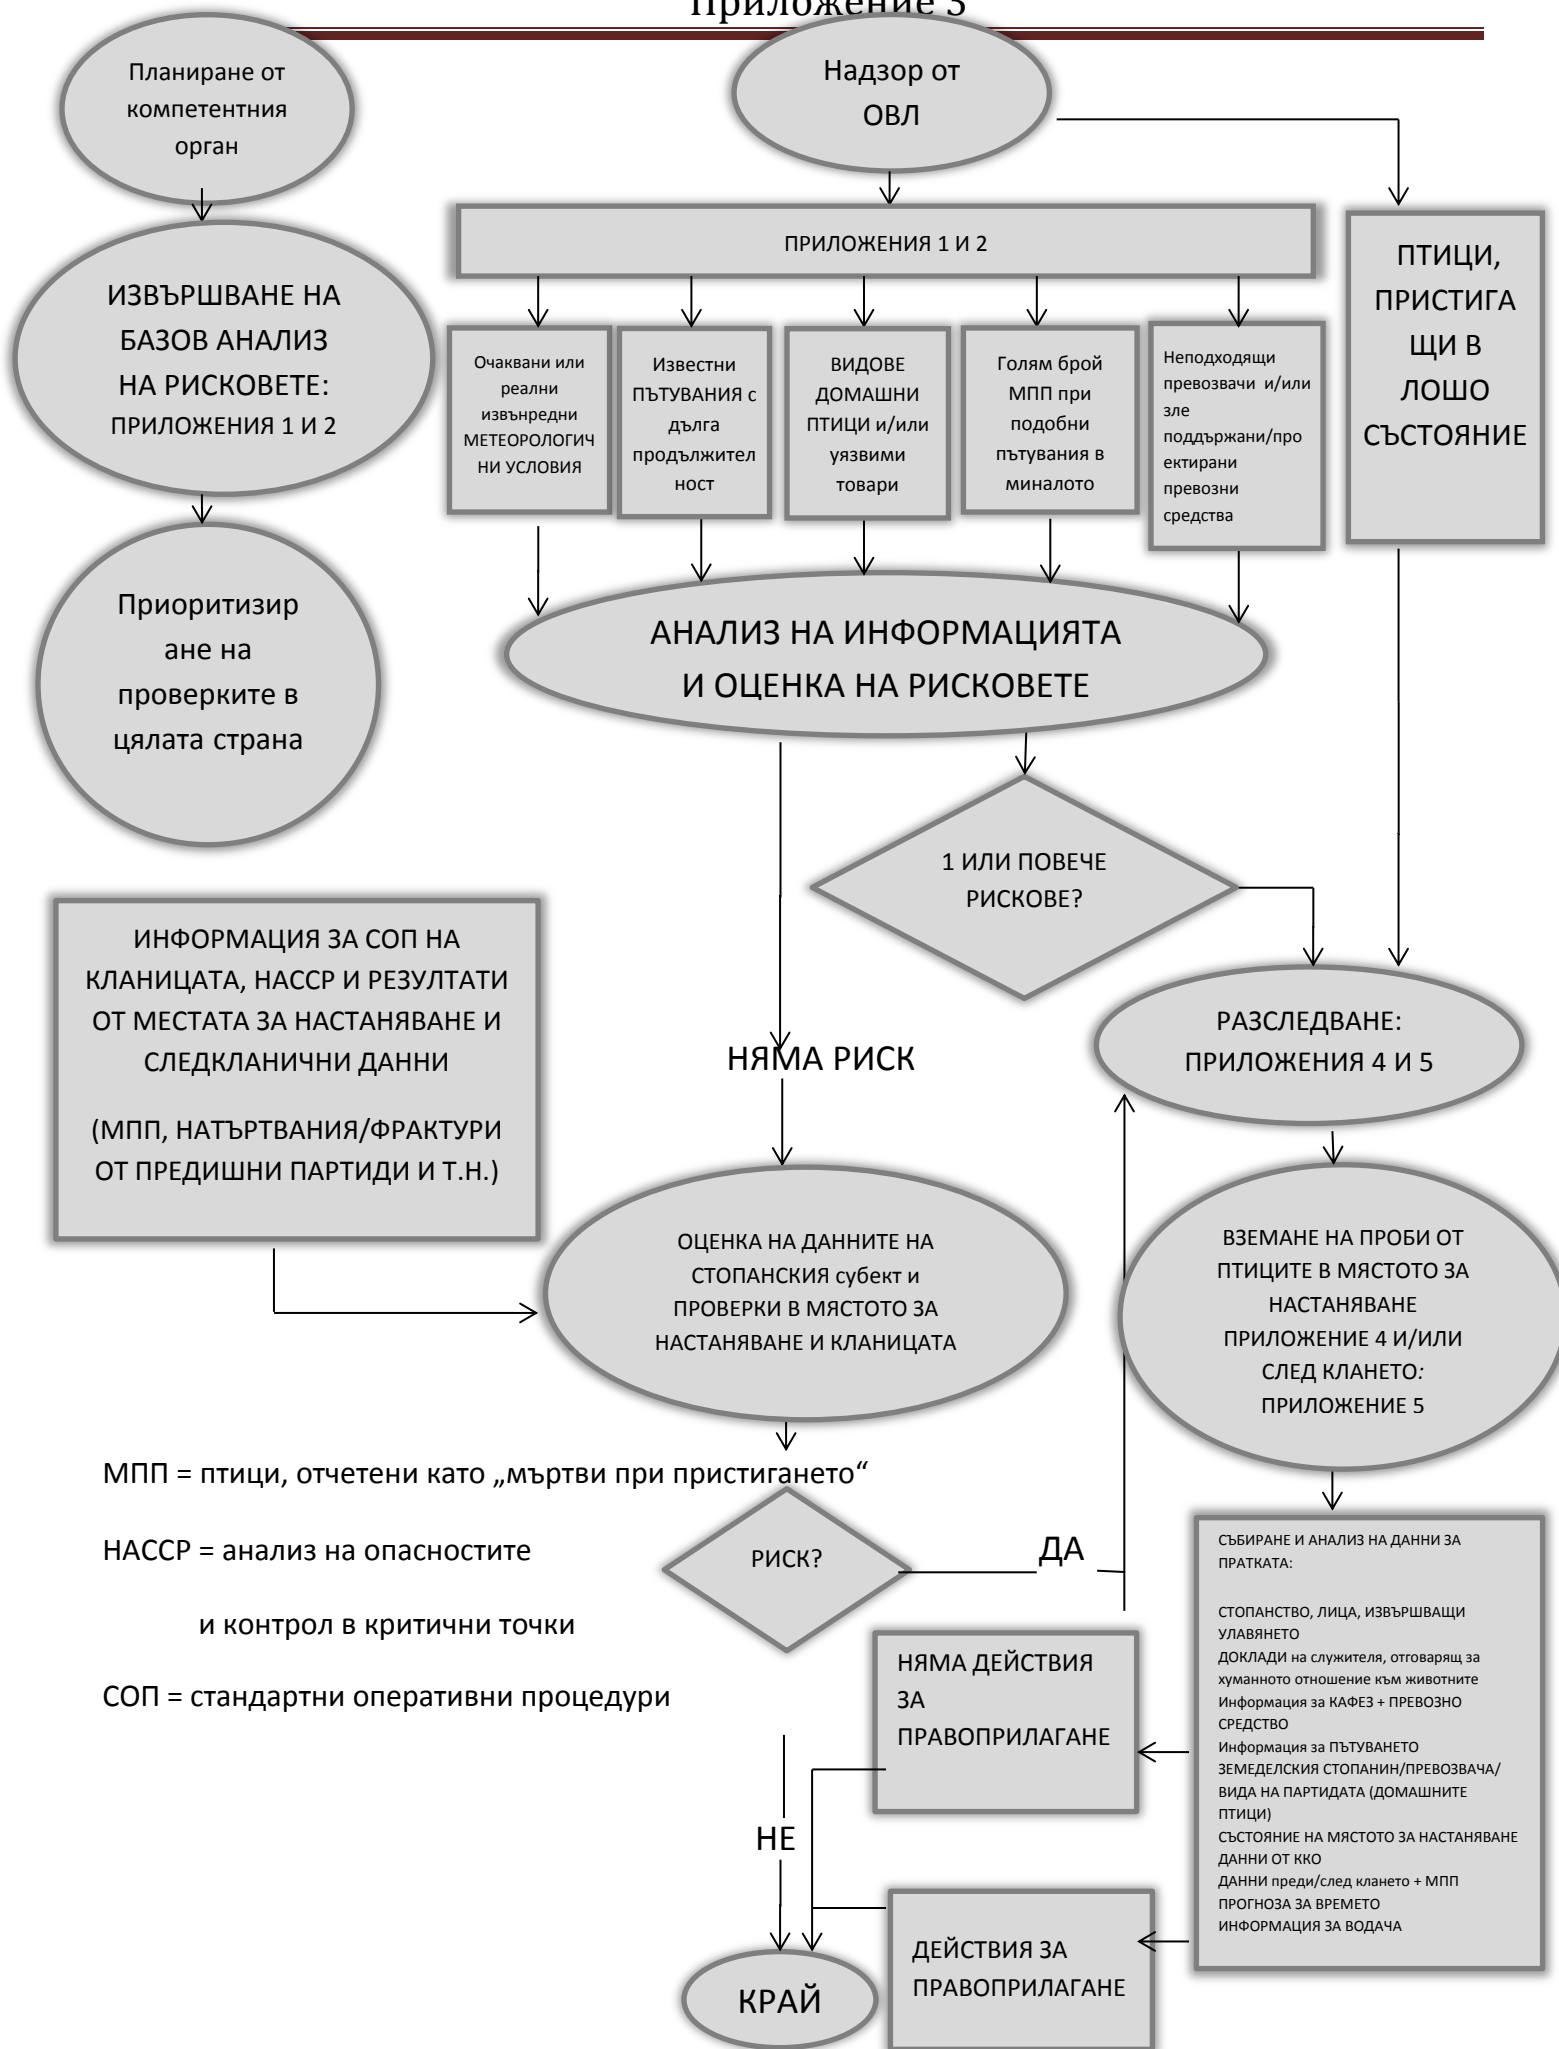 Приложение 3
Планиране от
компетентния
орган
Надзор от
ОВЛ
ИЗВЪРШВАНЕ НА
БАЗОВ АНАЛИЗ
НА РИСКОВЕТЕ:
ПРИЛОЖЕНИЯ 1 И 2
ПРИЛОЖЕНИЯ 1 И 2
ПТИЦИ,
ПРИСТИГА
ЩИ В
ЛОШО
СЪСТОЯНИЕ
Очаквани или
реални
извънредни
МЕТЕОРОЛОГИЧ
НИ УСЛОВИЯ
Известни
ПЪТУВАНИЯ с
дълга
продължител
ност
ВИДОВЕ
ДОМАШНИ
ПТИЦИ и/или
уязвими
товари
Голям брой
МПП при
подобни
пътувания в
миналото
Неподходящи
превозвачи и/или
зле
поддържани/про
ектирани
превозни
средства
Приоритизир
ане на
проверките в
цялата страна
АНАЛИЗ НА ИНФОРМАЦИЯТА
И ОЦЕНКА НА РИСКОВЕТЕ
1 ИЛИ ПОВЕЧЕ
РИСКОВЕ?
ИНФОРМАЦИЯ ЗА СОП НА
КЛАНИЦАТА, НАССР И РЕЗУЛТАТИ
ОТ МЕСТАТА ЗА НАСТАНЯВАНЕ И
СЛЕДКЛАНИЧНИ ДАННИ
(МПП, НАТЪРТВАНИЯ/ФРАКТУРИ
ОТ ПРЕДИШНИ ПАРТИДИ И Т.Н.)
НЯМА РИСК
РАЗСЛЕДВАНЕ:
ПРИЛОЖЕНИЯ 4 И 5
ОЦЕНКА НА ДАННИТЕ НА
СТОПАНСКИЯ субект и
ПРОВЕРКИ В МЯСТОТО ЗА
НАСТАНЯВАНЕ И КЛАНИЦАТА
ВЗЕМАНЕ НА ПРОБИ ОТ
ПТИЦИТЕ В МЯСТОТО ЗА
НАСТАНЯВАНЕ
ПРИЛОЖЕНИЕ 4 И/ИЛИ
СЛЕД КЛАНЕТО:
ПРИЛОЖЕНИЕ 5
МПП = птици, отчетени като „мъртви при пристигането“
НАССР = анализ на опасностите
и контрол в критични точки
СОП = стандартни оперативни процедури
РИСК?
ДА
НЕ
СЪБИРАНЕ И АНАЛИЗ НА ДАННИ ЗА
ПРАТКАТА:
СТОПАНСТВО, ЛИЦА, ИЗВЪРШВАЩИ
УЛАВЯНЕТО
ДОКЛАДИ на служителя, отговарящ за
хуманното отношение към животните
Информация за КАФЕЗ + ПРЕВОЗНО
СРЕДСТВО
Информация за ПЪТУВАНЕТО
ЗЕМЕДЕЛСКИЯ СТОПАНИН/ПРЕВОЗВАЧА/
ВИДА НА ПАРТИДАТА (ДОМАШНИТЕ
ПТИЦИ)
СЪСТОЯНИЕ НА МЯСТОТО ЗА НАСТАНЯВАНЕ
ДАННИ ОТ ККО
ДАННИ преди/след клането + МПП
ПРОГНОЗА ЗА ВРЕМЕТО
ИНФОРМАЦИЯ ЗА ВОДАЧА
НЯМА ДЕЙСТВИЯ
ЗА
ПРАВОПРИЛАГАНЕ
ДЕЙСТВИЯ ЗА
ПРАВОПРИЛАГАНЕ
КРАЙ